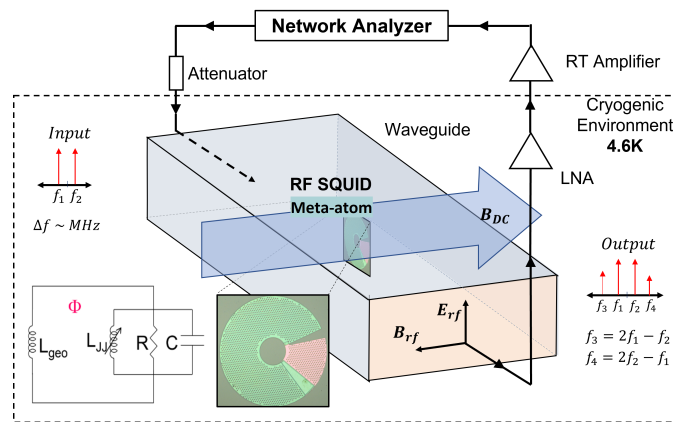 Network Analyzer
Attenuator
RT Amplifier
Cryogenic
Environment
4.6K
Waveguide
LNA
Input
f₁ f₂
Δf ~ MHz
RF SQUID
Meta-atom
B_DC
Output
f₃ f₁ f₂ f₄
f₃ = 2f₁ − f₂
f₄ = 2f₂ − f₁
E_rf
B_rf
Φ
L_geo
L_JJ
R
C